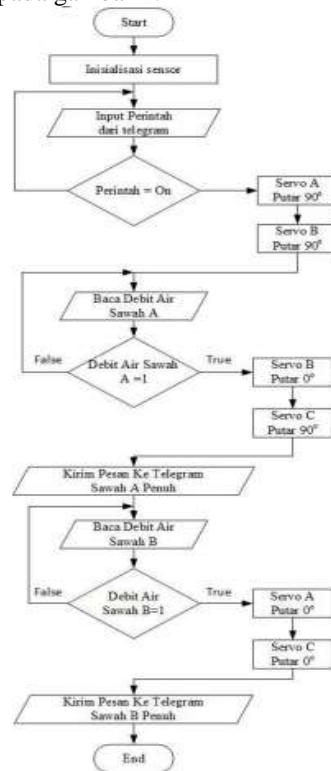 Start
Inisialisasi sensor
Input Perintah
dari telegram
Perintah = On
Servo A
Putar 90°
Servo B
Putar 90°
Baca Debit Air
Sawah A
False
Debit Air Sawah
A =1
True
Servo B
Putar 0°
Servo C
Putar 90°
Kirim Pesan Ke Telegram
Sawah A Penuh
Baca Debit Air
Sawah B
False
Debit Air
Sawah B=1
True
Servo A
Putar 0°
Servo C
Putar 0°
Kirim Pesan Ke Telegram
Sawah B Penuh
End